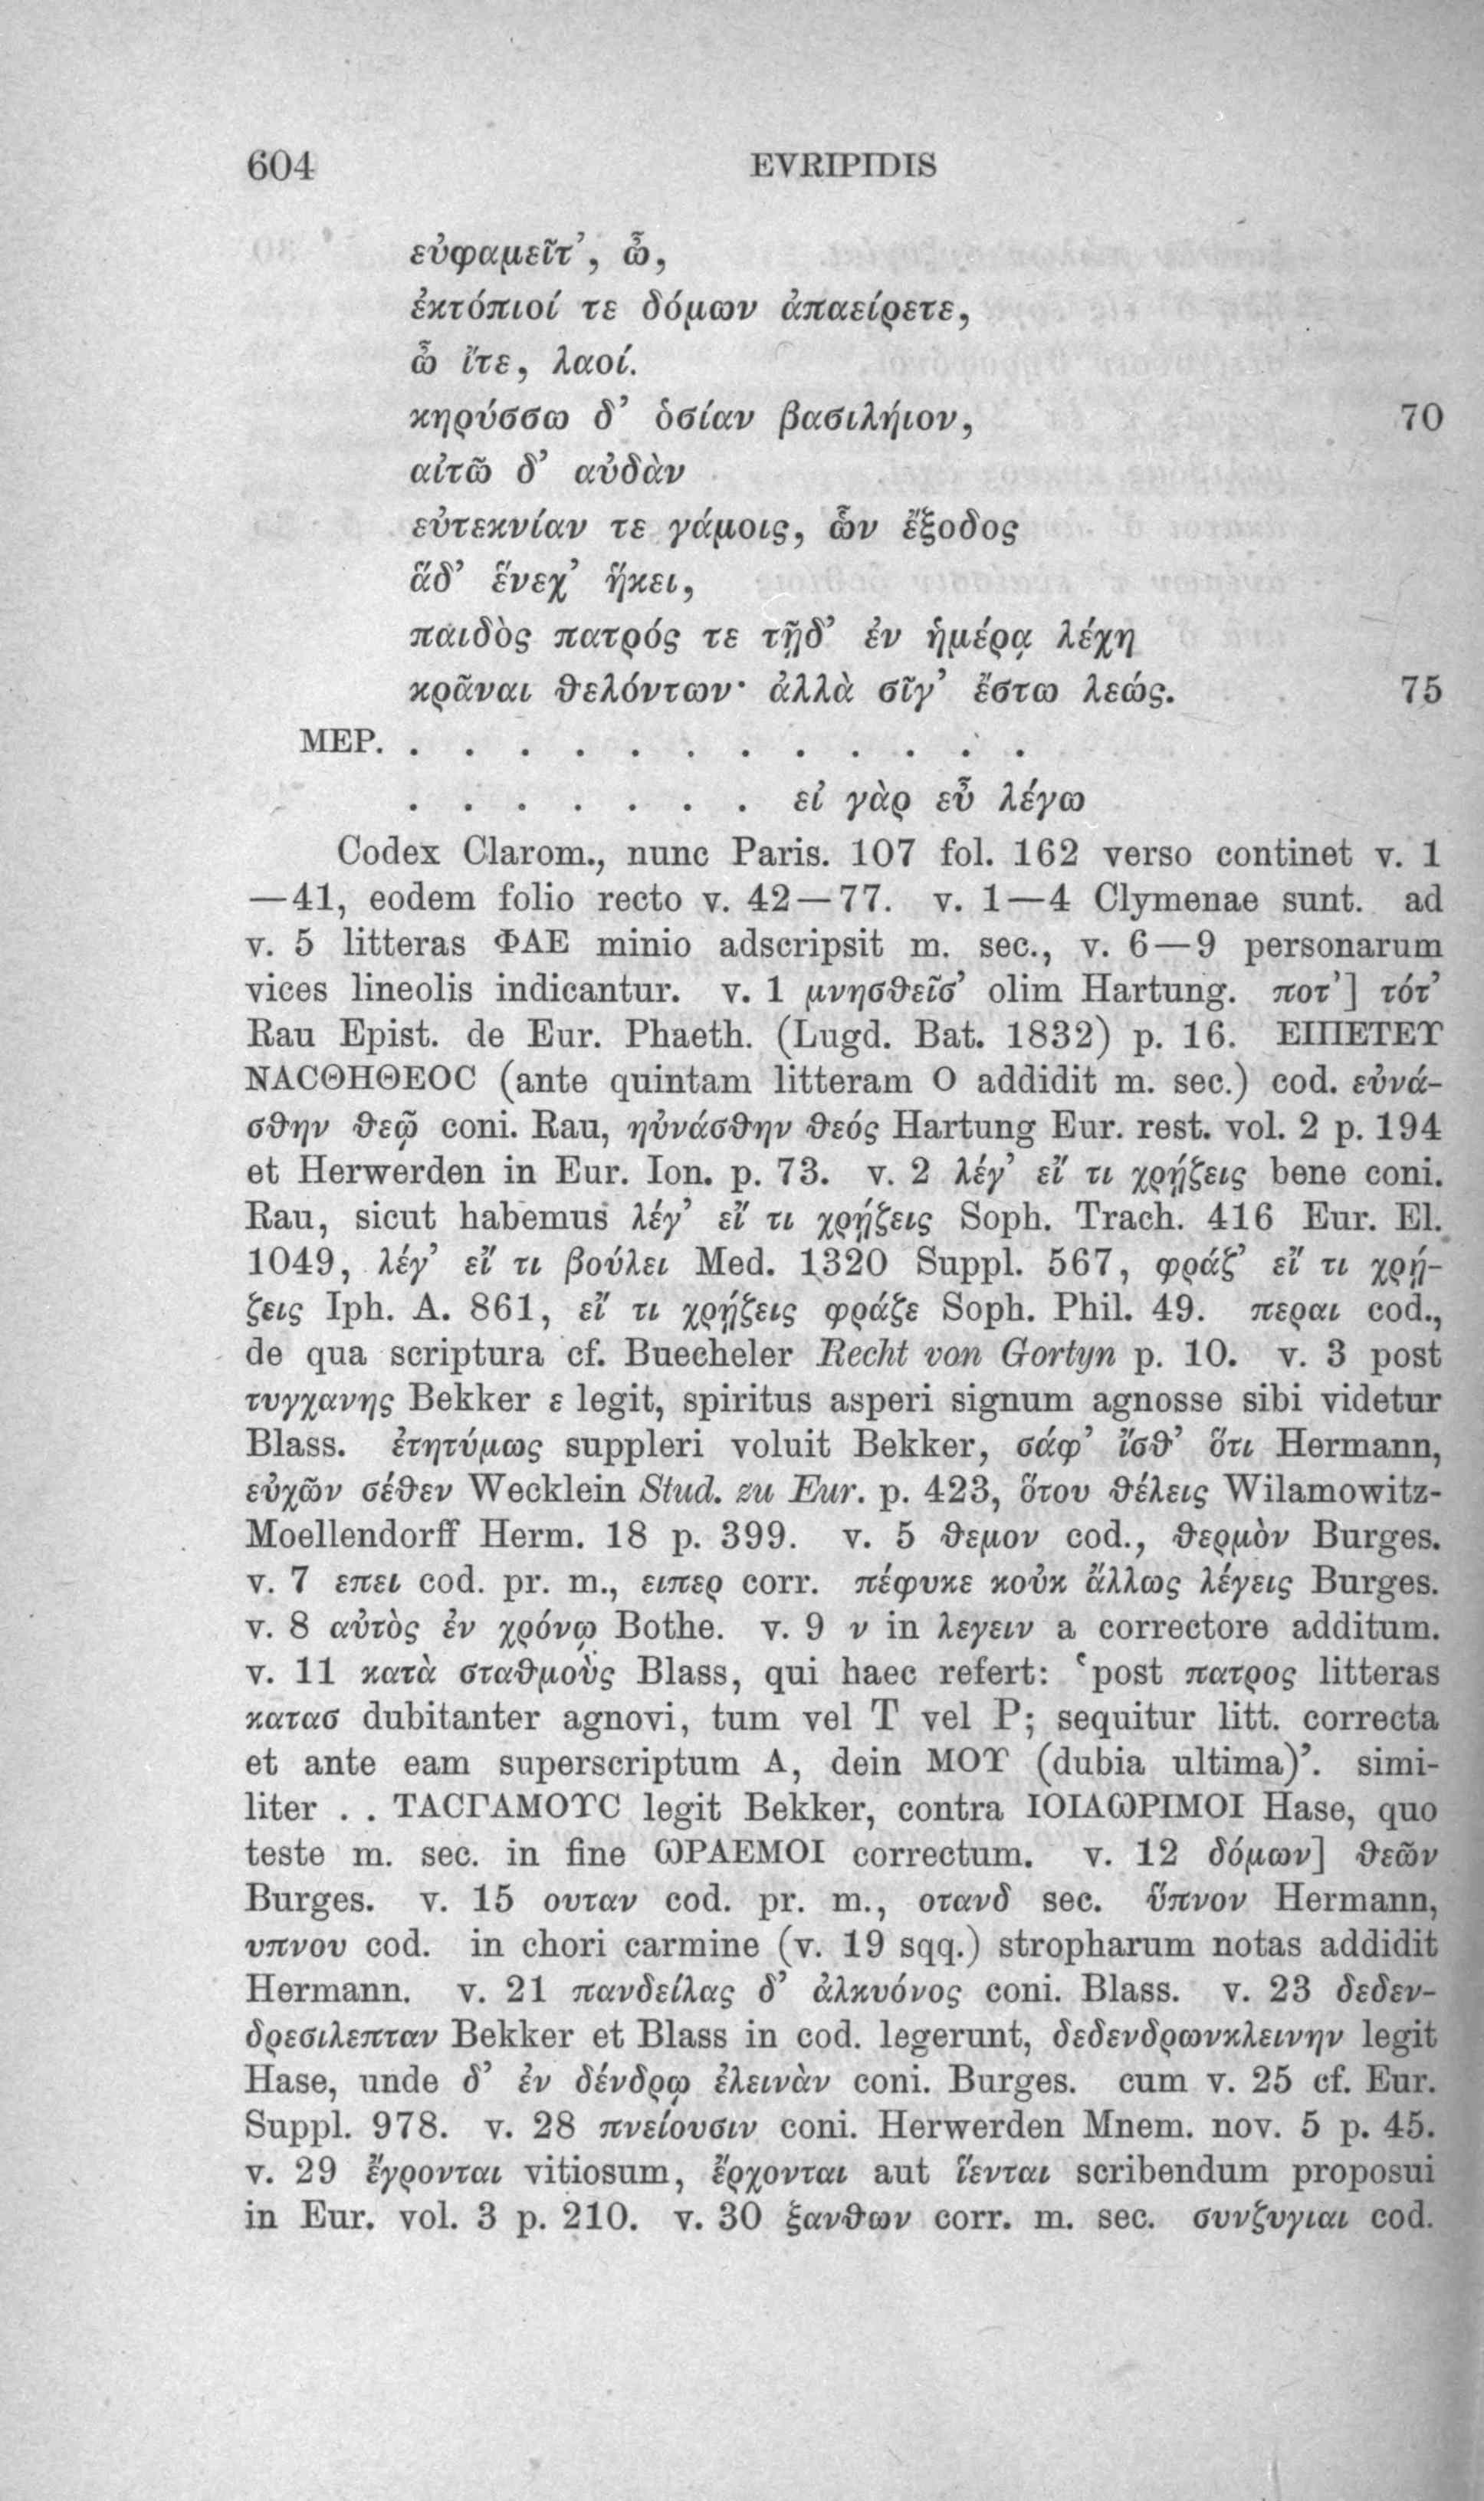 604 EVRIPIDIS
εὐφαμεῖτ’, ὦ,
ἐκτόπιοί τε δόμων ἀπαείρετε,
ὦ ἴτε, λαοί.
κηρύσσω δ’ ὁσίαν βασιλήιον, 70
αἰτῶ δ’ αὐδὰν
εὐτεκνίαν τε γάμοις, ὧν ἔξοδος
ἅδ’ ἕνεχ’ ἥκει,
παιδὸς πατρός τε τῇδ’ ἐν ἡμέρᾳ λέχη
κρᾶναι θελόντων· ἀλλὰ σῖγ’ ἔστω λεώς. 75
ΜΕΡ. . . . . . . . . . . . .
. . . . . . . εἰ γὰρ εὖ λέγω
Codex Clarom., nunc Paris. 107 fol. 162 verso continet v. 1
—41, eodem folio recto v. 42—77. v. 1—4 Clymenae sunt. ad
v. 5 litteras ΦΑΕ minio adscripsit m. sec., v. 6—9 personarum
vices lineolis indicantur. v. 1 μνησθεῖσ’ olim Hartung. ποτ’] τότ’
Rau Epist. de Eur. Phaeth. (Lugd. Bat. 1832) p. 16. ΕΙΠΕΤΕΥ
ΝΑCΘΗΘΕΟC (ante quintam litteram O addidit m. sec.) cod. εὐνά-
σθην θεῷ coni. Rau, ηὐνάσθην θεός Hartung Eur. rest. vol. 2 p. 194
et Herwerden in Eur. Ion. p. 73. v. 2 λέγ’ εἴ τι χρῄζεις bene coni.
Rau, sicut habemus λέγ’ εἴ τι χρῄζεις Soph. Trach. 416 Eur. El.
1049, λέγ’ εἴ τι βούλει Med. 1320 Suppl. 567, φράζ’ εἴ τι χρῄ-
ζεις Iph. A. 861, εἴ τι χρῄζεις φράζε Soph. Phil. 49. περαι cod.,
de qua scriptura cf. Buecheler Recht von Gortyn p. 10. v. 3 post
τυγχανης Bekker ε legit, spiritus asperi signum agnosse sibi videtur
Blass. ἐτητύμως suppleri voluit Bekker, σάφ’ ἴσθ’ ὅτι Hermann,
εὐχῶν σέθεν Wecklein Stud. zu Eur. p. 423, ὅτου θέλεις Wilamowitz-
Moellendorff Herm. 18 p. 399. v. 5 θεμον cod., θερμὸν Burges.
v. 7 επει cod. pr. m., ειπερ corr. πέφυκε κοὐκ ἄλλως λέγεις Burges.
v. 8 αὐτὸς ἐν χρόνῳ Bothe. v. 9 ν in λεγειν a correctore additum.
v. 11 κατὰ σταθμοὺς Blass, qui haec refert: ‘post πατρος litteras
κατασ dubitanter agnovi, tum vel T vel P; sequitur litt. correcta
et ante eam superscriptum A, dein ΜΟΥ (dubia ultima)’. simi-
liter . . ΤΑCΓΑΜΟΥC legit Bekker, contra ΙΟΙΑωΡΙΜΟΙ Hase, quo
teste m. sec. in fine ωΡΑΕΜΟΙ correctum. v. 12 δόμων] θεῶν
Burges. v. 15 ουταν cod. pr. m., οτανδ sec. ὕπνον Hermann,
υπνου cod. in chori carmine (v. 19 sqq.) stropharum notas addidit
Hermann. v. 21 πανδείλας δ’ ἀλκυόνος coni. Blass. v. 23 δεδεν-
δρεσιλεπταν Bekker et Blass in cod. legerunt, δεδενδρωνκλεινην legit
Hase, unde δ’ ἐν δένδρῳ ἐλεινὰν coni. Burges. cum v. 25 cf. Eur.
Suppl. 978. v. 28 πνείουσιν coni. Herwerden Mnem. nov. 5 p. 45.
v. 29 ἔγρονται vitiosum, ἔρχονται aut ἵενται scribendum proposui
in Eur. vol. 3 p. 210. v. 30 ξανθων corr. m. sec. συνζυγιαι cod.